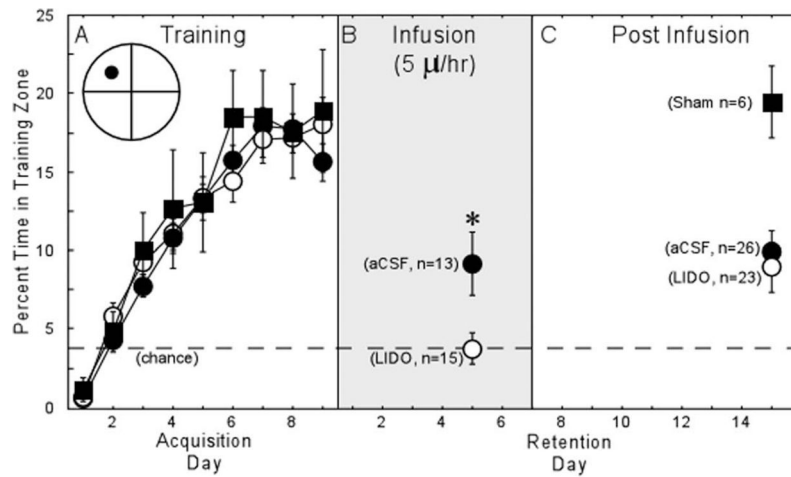 A Training
B Infusion
(5 µl/hr)
C Post Infusion
Percent Time in Training Zone
25
20
15
10
5
0
(chance)
*
(aCSF, n=13)
(LIDO, n=15)
(Sham n=6)
(aCSF, n=26)
(LIDO, n=23)
2 4 6 8
2 4 6
8 10 12 14
Acquisition
Day
Retention
Day